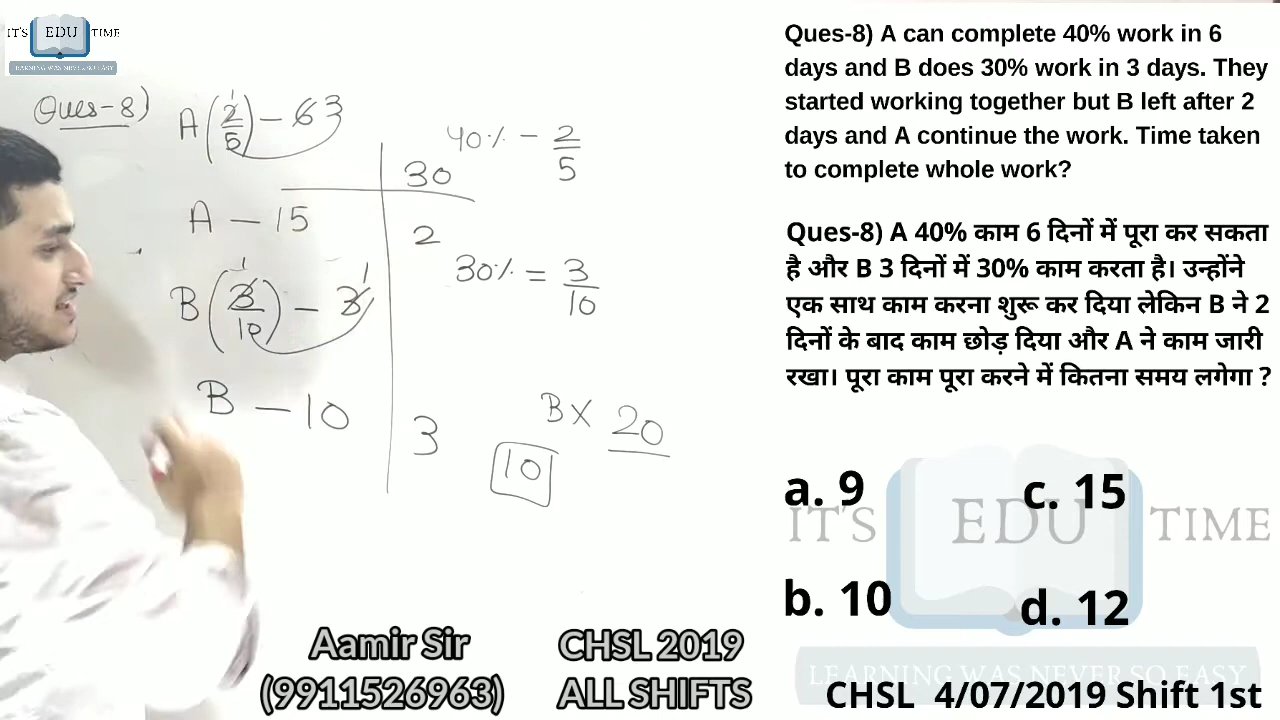 IT'S EDU TIME
LEARNING WAS NEVER SO EASY
Ques-8)
A(2/5) - 6 3
1
40% - 2/5
30
A - 15
2
30% = 3/10
B(3/10) - 3 1
1
B - 10
3
B× 20
10
Ques-8) A can complete 40% work in 6
days and B does 30% work in 3 days. They
started working together but B left after 2
days and A continue the work. Time taken
to complete whole work?
Ques-8) A 40% काम 6 दिनों में पूरा कर सकता
है और B 3 दिनों में 30% काम करता है। उन्होंने
एक साथ काम करना शुरू कर दिया लेकिन B ने 2
दिनों के बाद काम छोड़ दिया और A ने काम जारी
रखा। पूरा काम पूरा करने में कितना समय लगेगा ?
a. 9
c. 15
IT'S EDU TIME
b. 10
d. 12
LEARNING WAS NEVER SO EASY
Aamir Sir
(9911526963)
CHSL 2019
ALL SHIFTS
CHSL 4/07/2019 Shift 1st